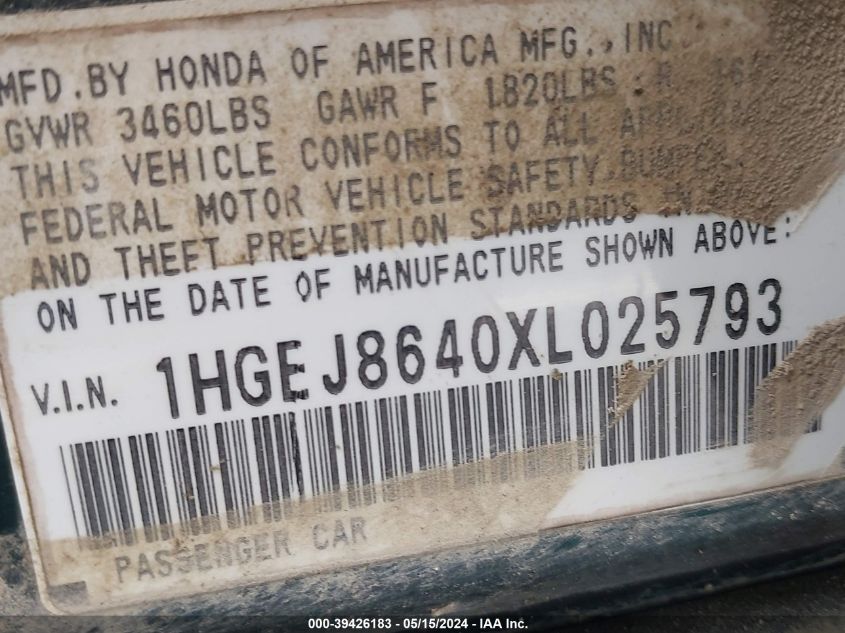 MFD.BY HONDA OF AMERICA MFG., INC
GVWR 3460LBS GAWR F 1820LBS
THIS VEHICLE CONFORMS TO ALL
FEDERAL MOTOR VEHICLE SAFETY,
AND THEFT PREVENTION STANDARDS IN
ON THE DATE OF MANUFACTURE SHOWN ABOVE:
V.I.N. 1HGEJ8640XL025793
PASSENGER CAR
000-39426183 - 05/15/2024 - IAA Inc.